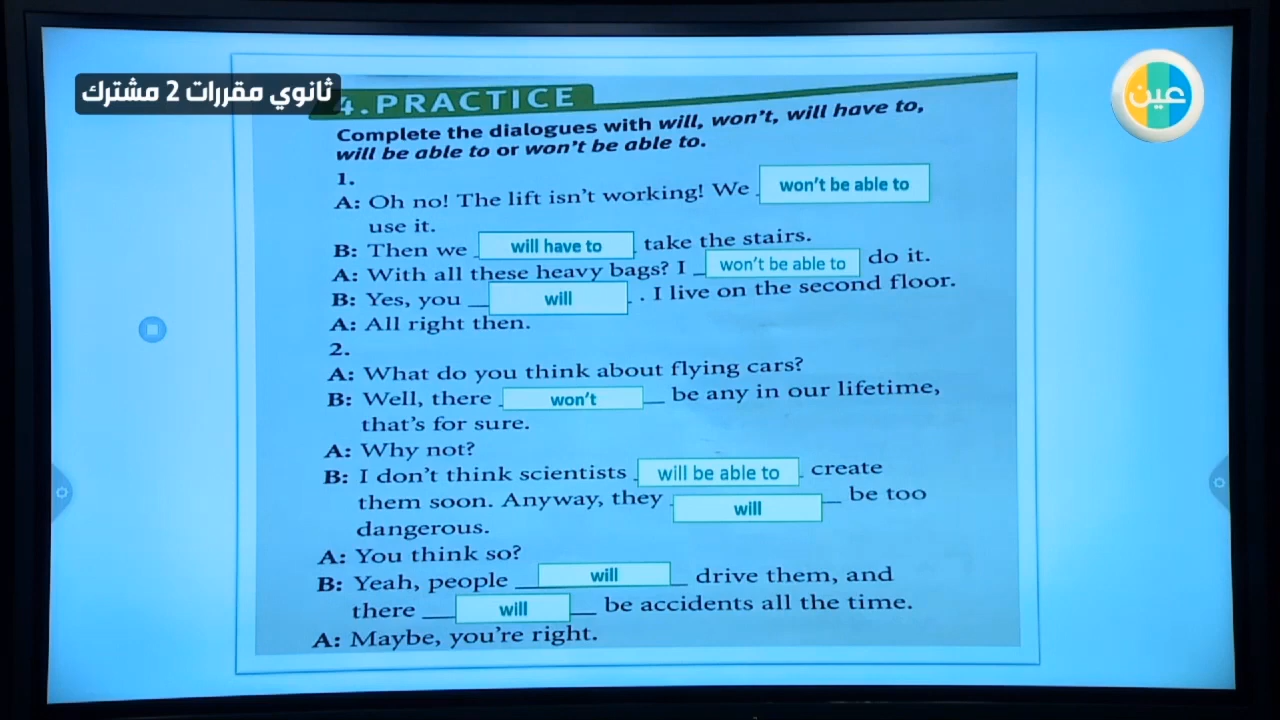 ثانوي مقررات 2 مشترك
عين
4. PRACTICE
Complete the dialogues with will, won't, will have to,
will be able to or won't be able to.
1.
A: Oh no! The lift isn't working! We won't be able to
use it.
B: Then we will have to take the stairs.
A: With all these heavy bags? I won't be able to do it.
B: Yes, you will. I live on the second floor.
A: All right then.
2.
A: What do you think about flying cars?
B: Well, there won't be any in our lifetime,
that's for sure.
A: Why not?
B: I don't think scientists will be able to create
them soon. Anyway, they will be too
dangerous.
A: You think so?
B: Yeah, people will drive them, and
there will be accidents all the time.
A: Maybe, you're right.